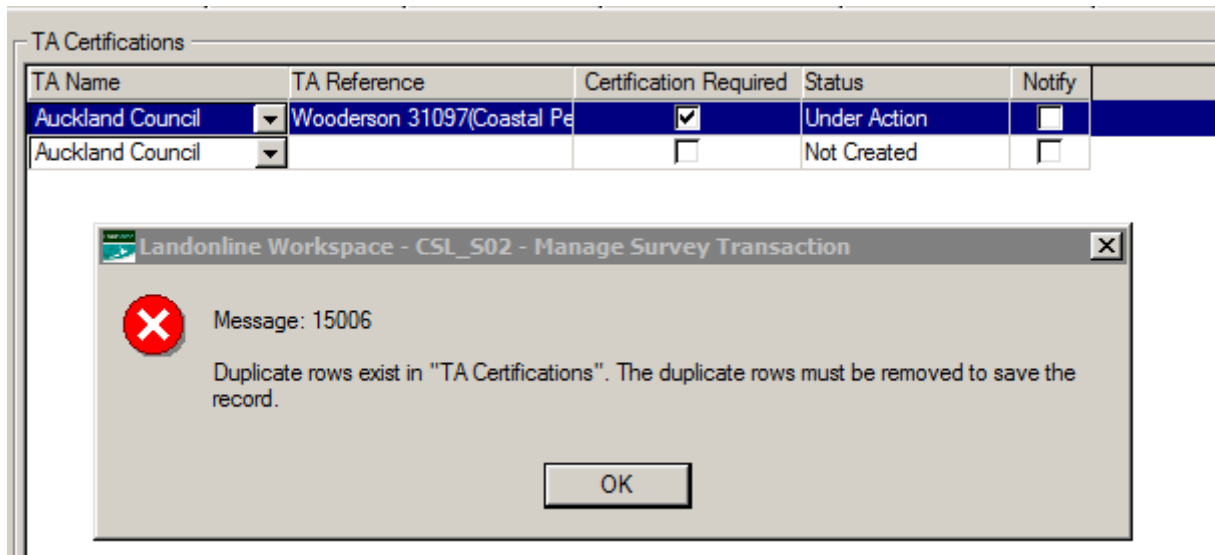 TA Certifications
TA Name TA Reference Certification Required Status Notify
Auckland Council Wooderson 31097(Coastal Pe Under Action
Auckland Council Not Created
Landonline Workspace - CSL_S02 - Manage Survey Transaction
Message: 15006
Duplicate rows exist in "TA Certifications". The duplicate rows must be removed to save the
record.
OK